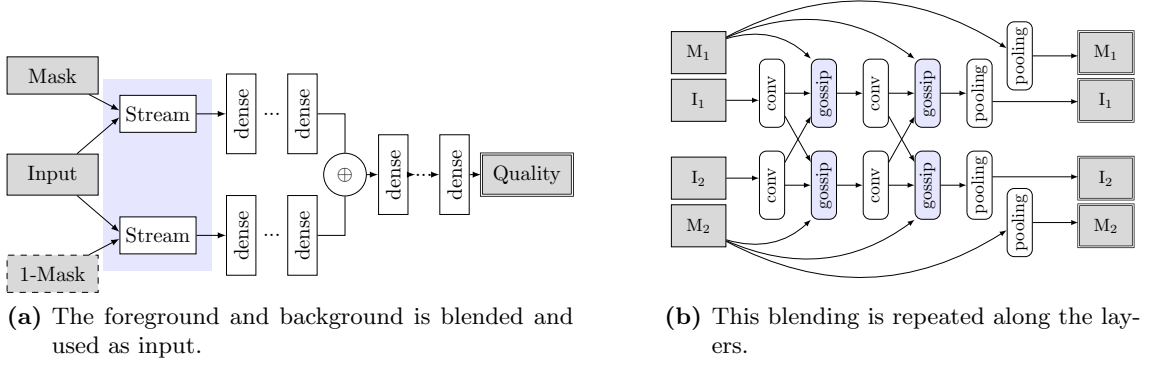 Mask
Stream
dense
...
dense
Input
⊕
dense
...
dense
Quality
Stream
dense
...
dense
1-Mask
(a) The foreground and background is blended and
used as input.
M1
I1
conv
gossip
conv
gossip
pooling
pooling
M1
I1
I2
M2
conv
gossip
conv
gossip
pooling
pooling
I2
M2
(b) This blending is repeated along the lay-
ers.